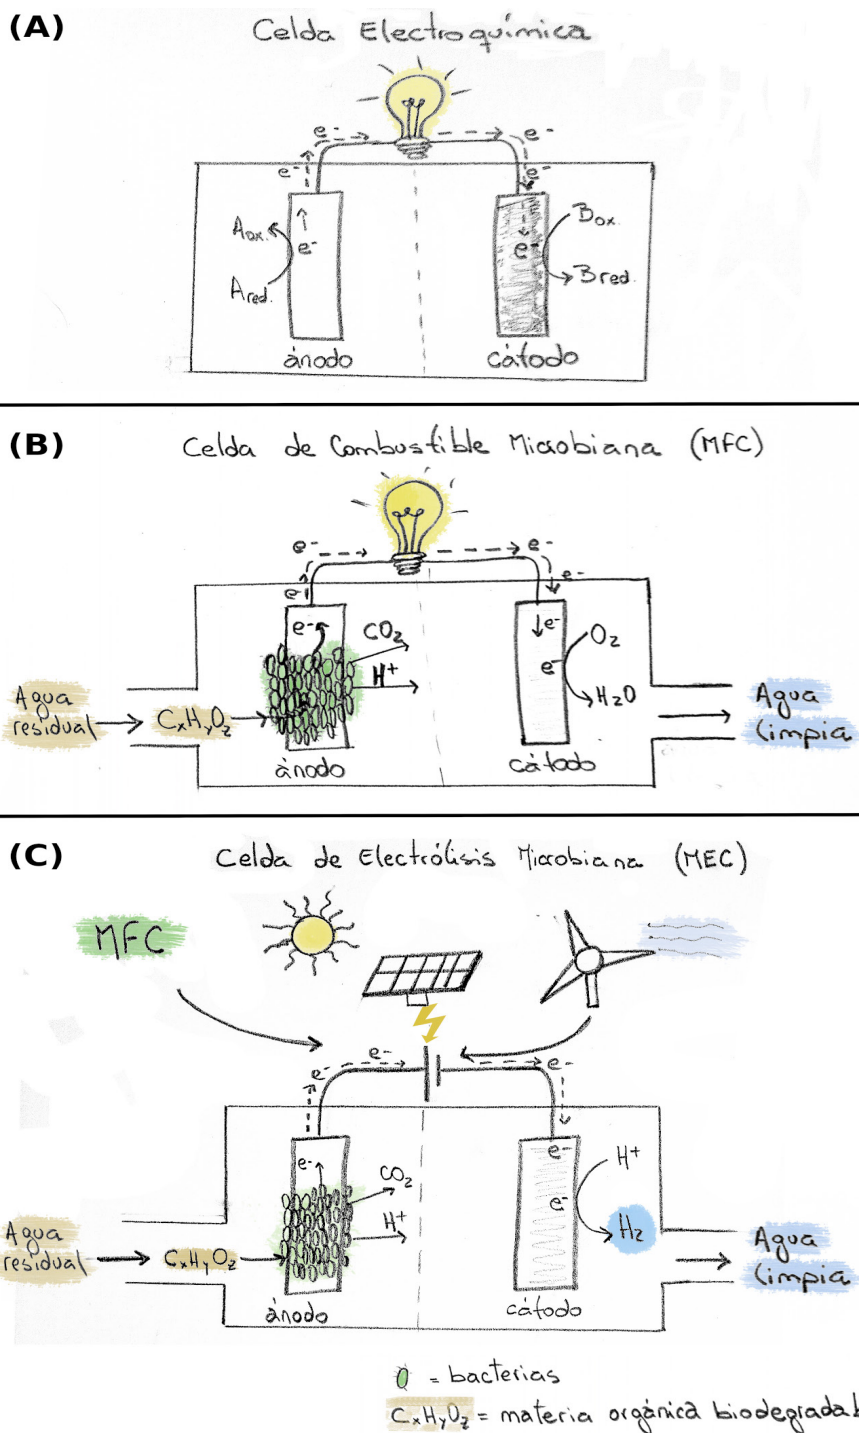 (A)
Celda Electroquímica
e- e-
e- e-
Aox. e- e- Box.
Ared. Bred.
ánodo cátodo
(B)
Celda de Combustible Microbiana (MFC)
e- e-
e- e-
e- CO2 e- O2
H+ e- H2O
Agua residual CxHyOz Agua limpia
ánodo cátodo
(C)
Celda de Electrólisis Microbiana (MEC)
MFC
e- e-
e-
e- CO2 e- H+
H+ e- H2
Agua residual CxHyOz Agua limpia
ánodo cátodo
= bacterias
CxHyOz = materia orgánica biodegradab